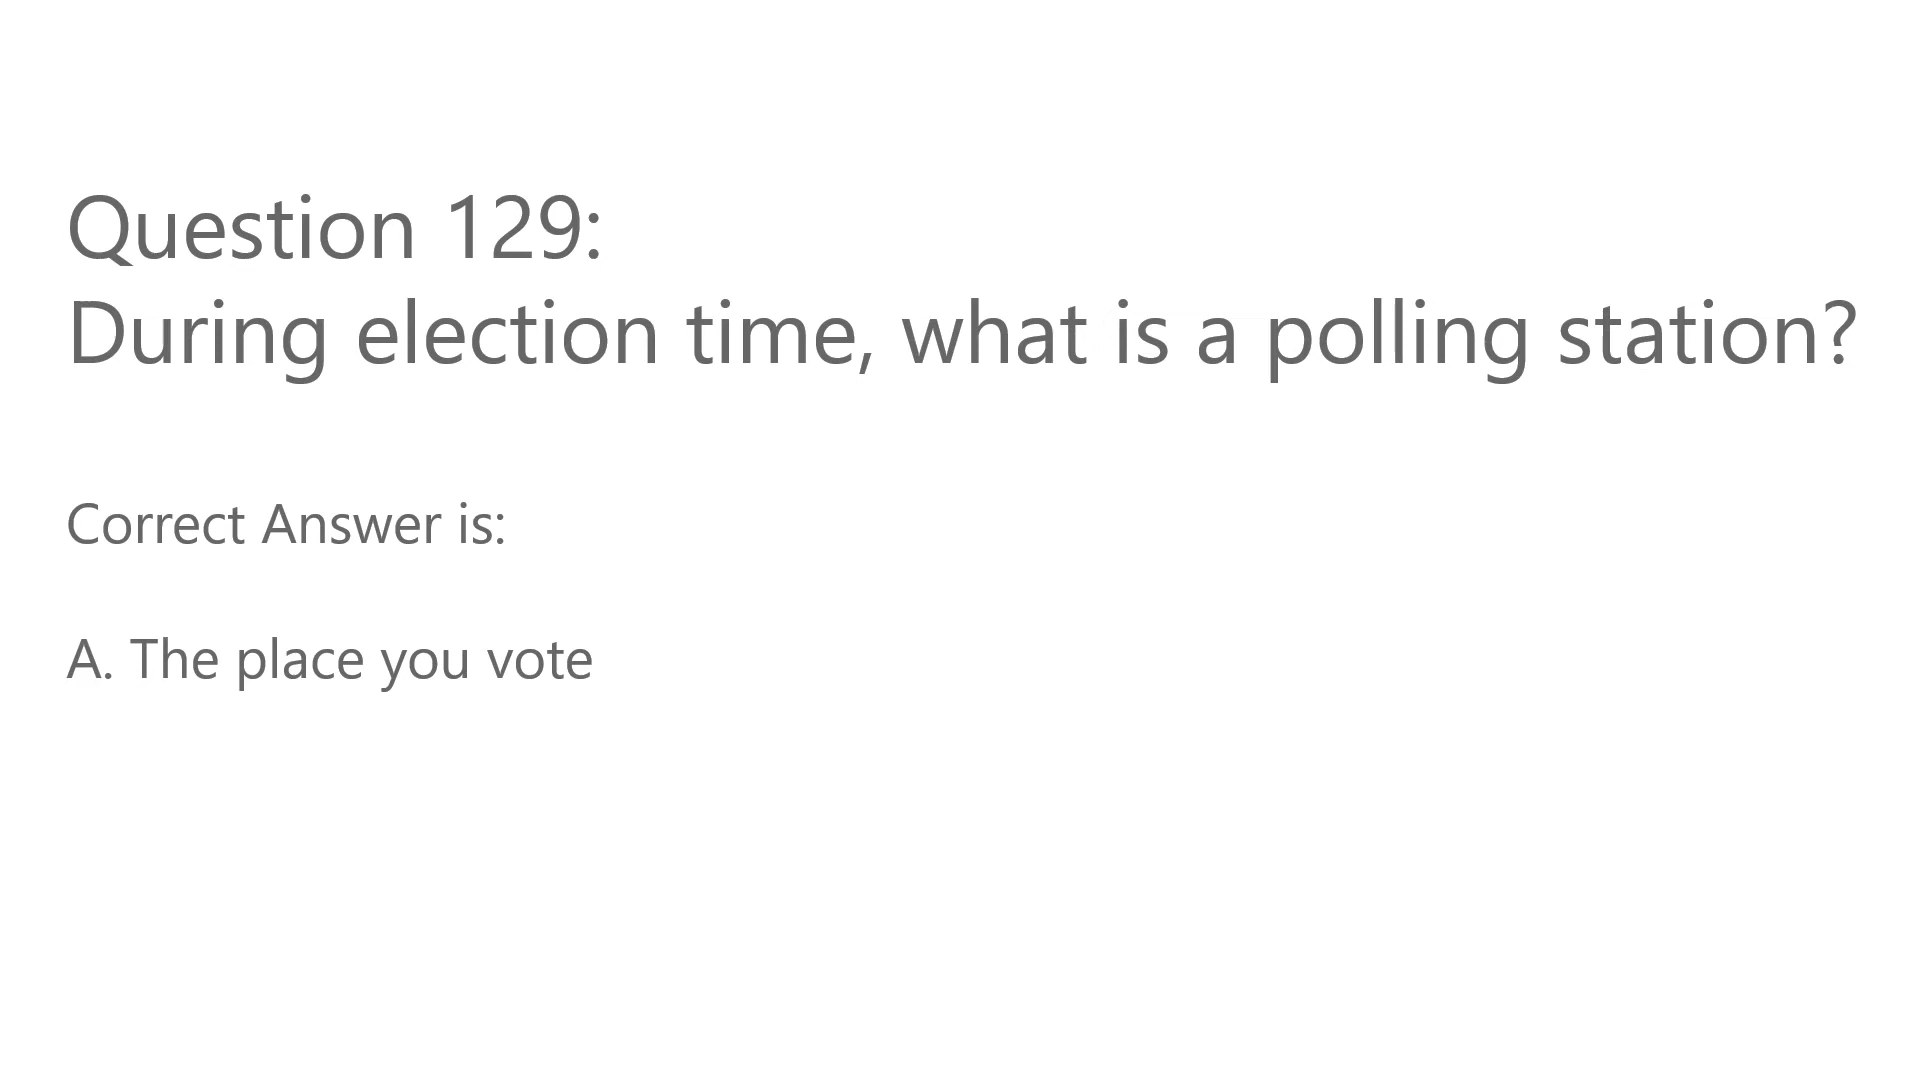 Question 129:
During election time, what is a polling station?
Correct Answer is:
A. The place you vote